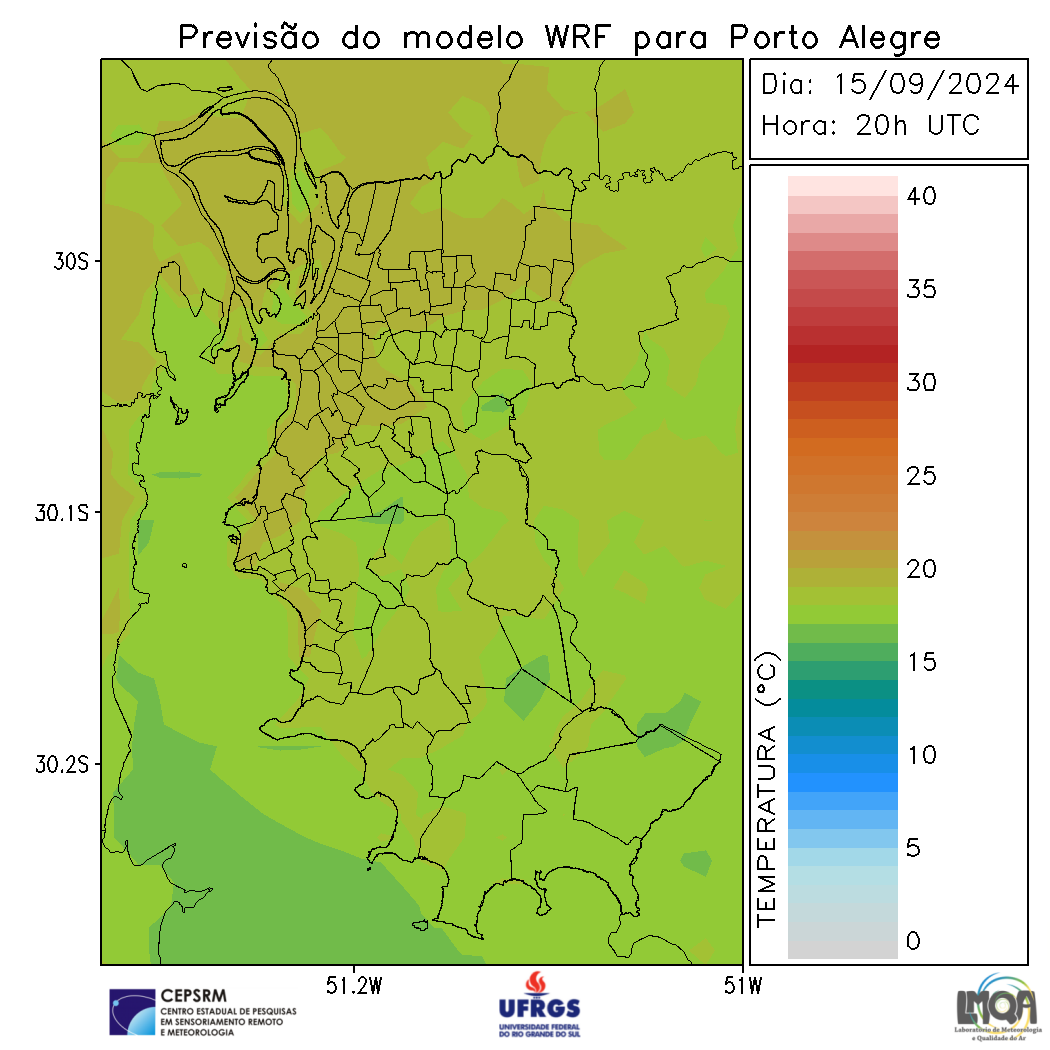 Previsão do modelo WRF para Porto Alegre
Dia: 15/09/2024
Hora: 20h UTC
40
35
30
25
20
15
10
5
0
TEMPERATURA (°C)
30S
30.1S
30.2S
51.2W
51W
CEPSRM
CENTRO ESTADUAL DE PESQUISAS
EM SENSORIAMENTO REMOTO
E METEOROLOGIA
UFRGS
UNIVERSIDADE FEDERAL
DO RIO GRANDE DO SUL
LMQA
Laboratório de Meteorologia
e Qualidade do Ar